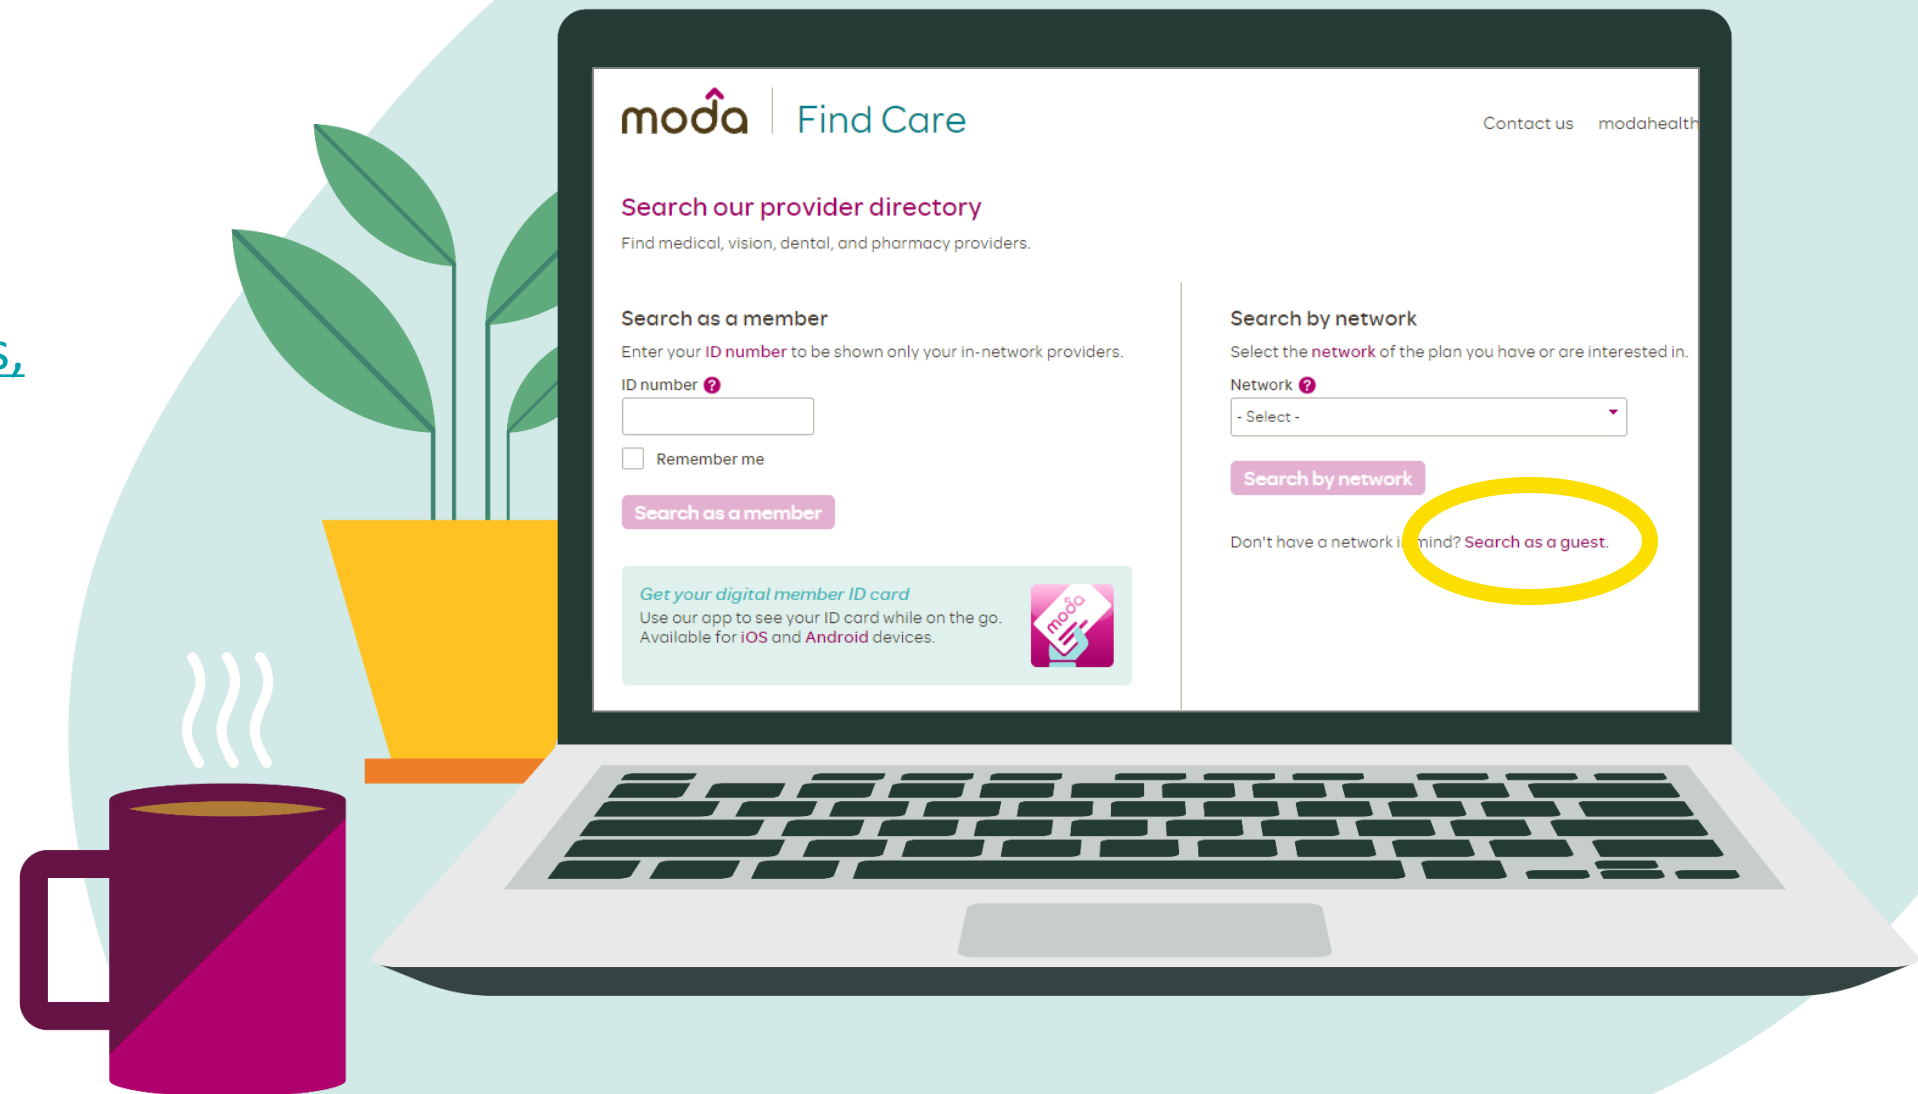 s,
moda
Find Care
Contact us modahealth
Search our provider directory
Find medical, vision, dental, and pharmacy providers.
Search as a member
Enter your ID number to be shown only your in-network providers.
ID number ?
Remember me
Search as a member
Get your digital member ID card
Use our app to see your ID card while on the go.
Available for iOS and Android devices.
moda
Search by network
Select the network of the plan you have or are interested in.
Network ?
- Select -
Search by network
Don't have a network in mind? Search as a guest.